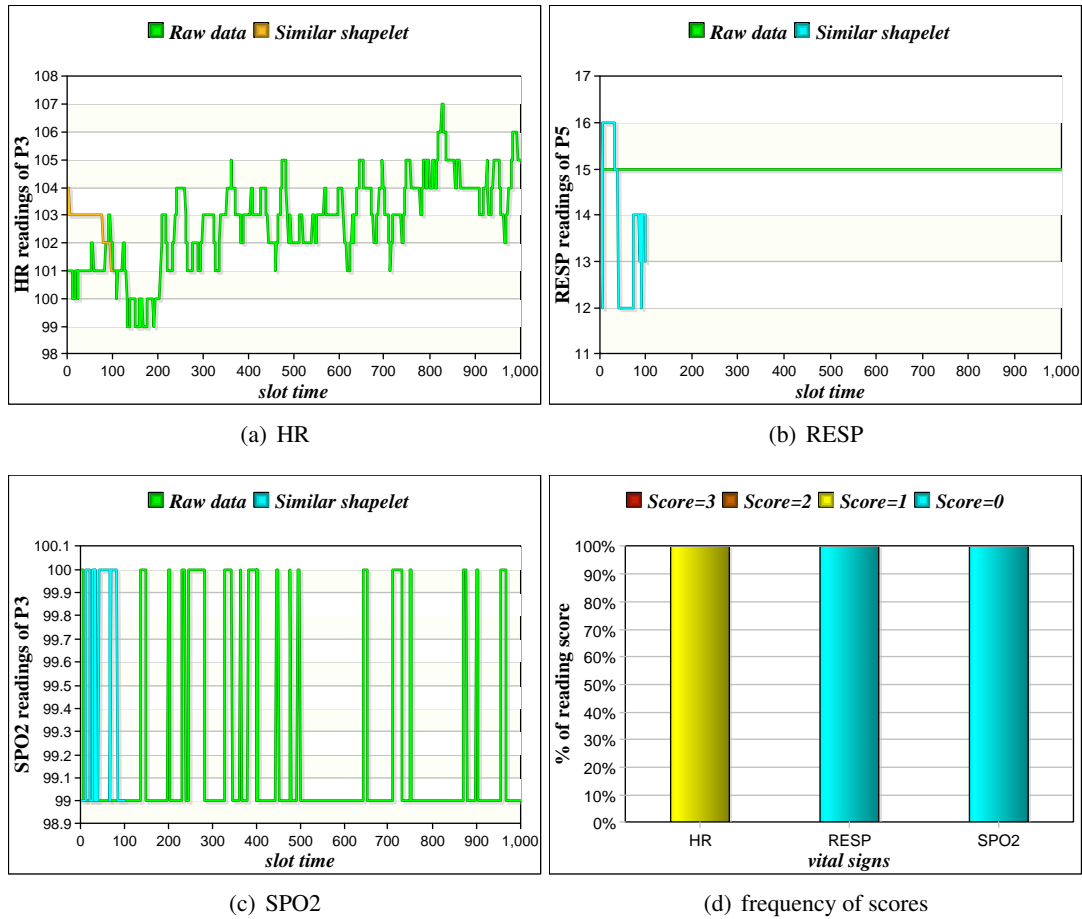 Raw data Similar shapelet
HR readings of P3
108
107
106
105
104
103
102
101
100
99
98
0 100 200 300 400 500 600 700 800 900 1,000
slot time
(a) HR
Raw data Similar shapelet
RESP readings of P5
17
16
15
14
13
12
11
0 100 200 300 400 500 600 700 800 900 1,000
slot time
(b) RESP
Raw data Similar shapelet
SPO2 readings of P3
100.1
100
99.9
99.8
99.7
99.6
99.5
99.4
99.3
99.2
99.1
99
98.9
0 100 200 300 400 500 600 700 800 900 1,000
slot time
(c) SPO2
Score=3 Score=2 Score=1 Score=0
% of reading score
100%
90%
80%
70%
60%
50%
40%
30%
20%
10%
0%
HR RESP SPO2
vital signs
(d) frequency of scores